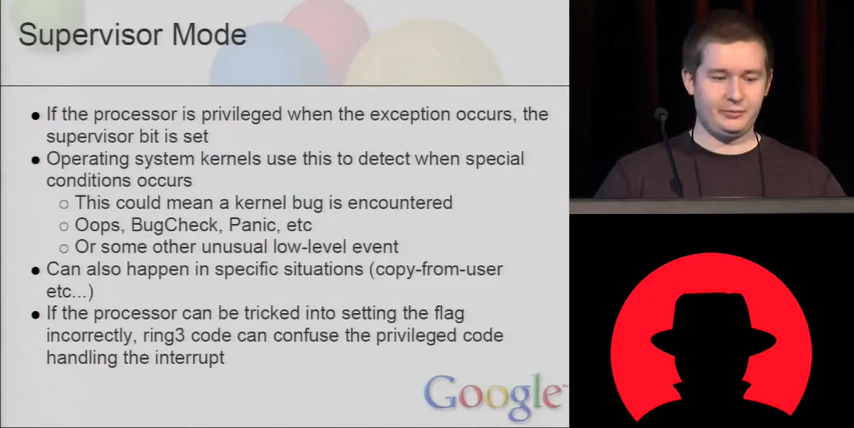 Supervisor Mode
If the processor is privileged when the exception occurs, the
supervisor bit is set
Operating system kernels use this to detect when special
conditions occurs
This could mean a kernel bug is encountered
Oops, BugCheck, Panic, etc
Or some other unusual low-level event
Can also happen in specific situations (copy-from-user
etc...)
If the processor can be tricked into setting the flag
incorrectly, ring3 code can confuse the privileged code
handling the interrupt
Google™